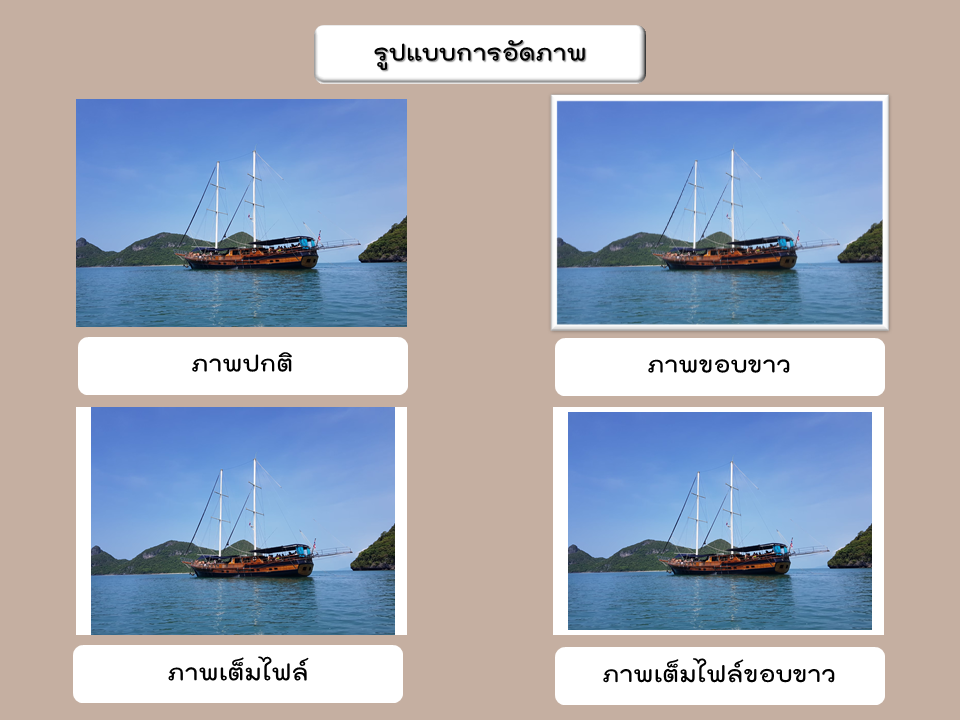 รูปแบบการอัดภาพ
ภาพปกติ
ภาพขอบขาว
ภาพเต็มไฟล์
ภาพเต็มไฟล์ขอบขาว